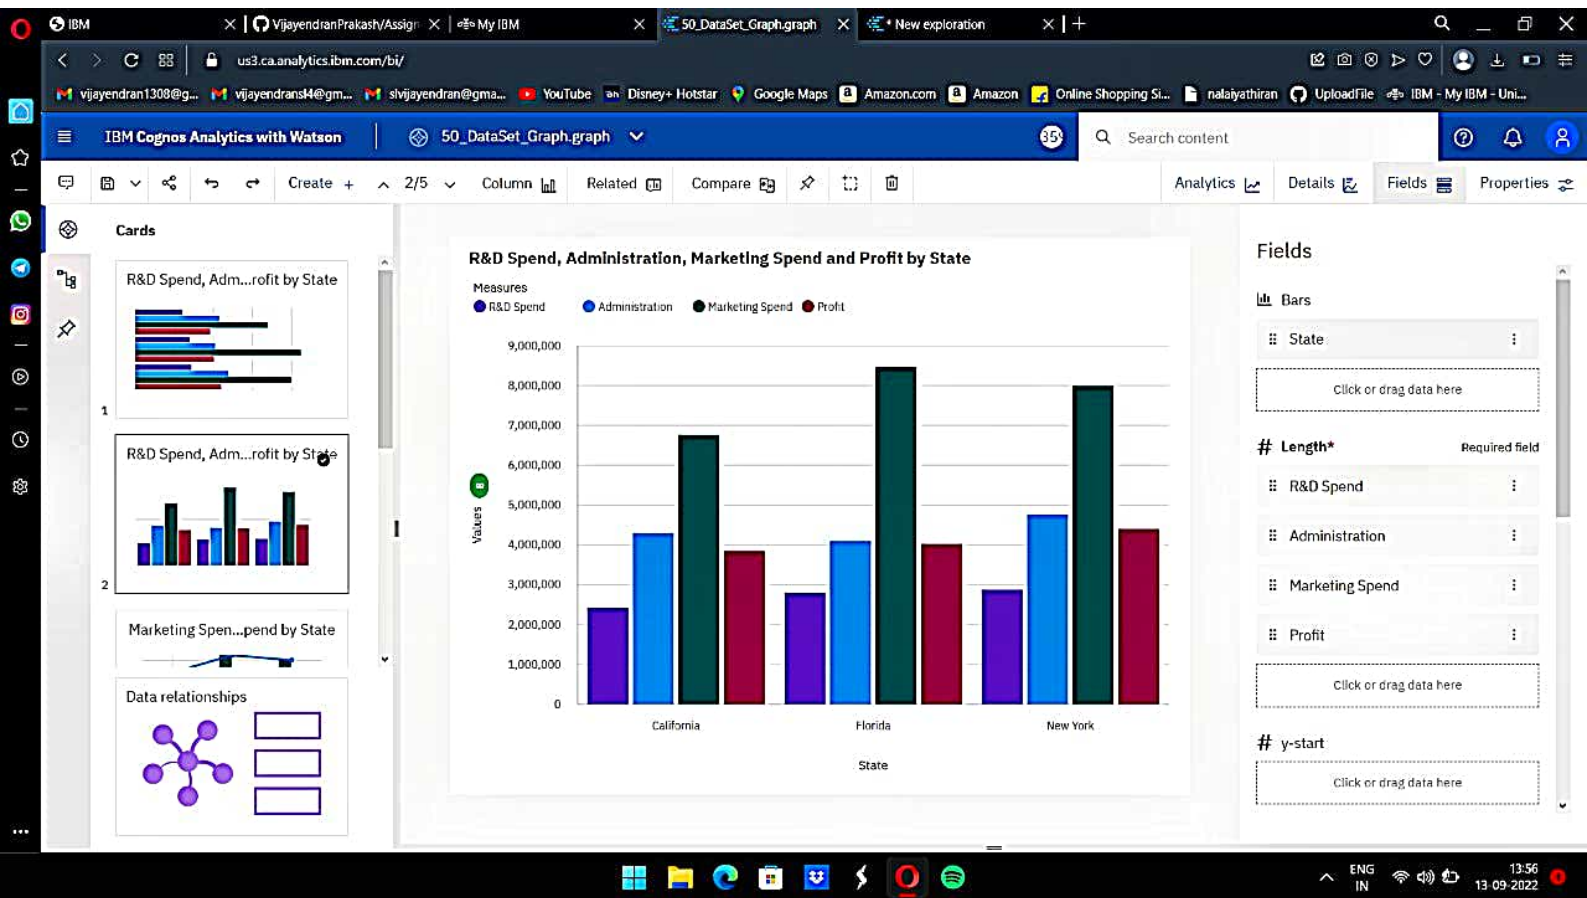 IBM
VijayendranPrakash/Assign
My IBM
50_DataSet_Graph.graph
* New exploration
us3.ca.analytics.ibm.com/bi/
vijayendran1308@g...
vijayendransl4@gm...
slvijayendran@gma...
YouTube
Disney+ Hotstar
Google Maps
Amazon.com
Amazon
Online Shopping Si...
nalaiyathiran
UploadFile
IBM - My IBM - Uni...
IBM Cognos Analytics with Watson
50_DataSet_Graph.graph
Search content
Create +
2/5
Column
Related
Compare
Analytics
Details
Fields
Properties
Cards
R&D Spend, Adm...rofit by State
1
R&D Spend, Adm...rofit by State
2
Marketing Spen...pend by State
Data relationships
R&D Spend, Administration, Marketing Spend and Profit by State
Measures
R&D Spend
Administration
Marketing Spend
Profit
9,000,000
8,000,000
7,000,000
6,000,000
5,000,000
4,000,000
3,000,000
2,000,000
1,000,000
0
Values
California
Florida
New York
State
Fields
Bars
State
Click or drag data here
# Length*
Required field
R&D Spend
Administration
Marketing Spend
Profit
Click or drag data here
# y-start
Click or drag data here
ENG
IN
13:56
13-09-2022